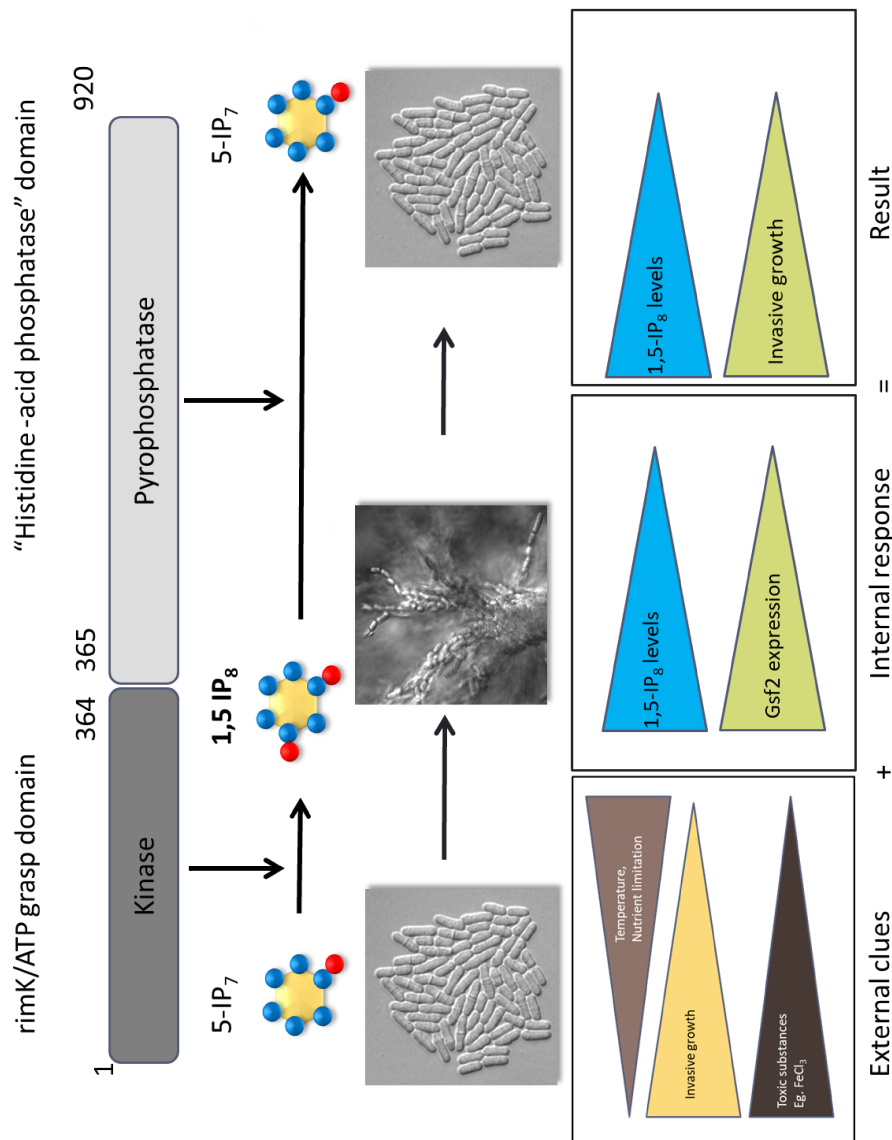 rimK/ATP grasp domain
“Histidine -acid phosphatase” domain
1
364
365
920
Kinase
Pyrophosphatase
5-IP₇
1,5 IP₈
5-IP₇
Temperature,
Nutrient limitation
Invasive growth
Toxic substances
Eg. FeCl₃
1,5-IP₈ levels
Gsf2 expression
1,5-IP₈ levels
Invasive growth
External clues
+
Internal response
=
Result